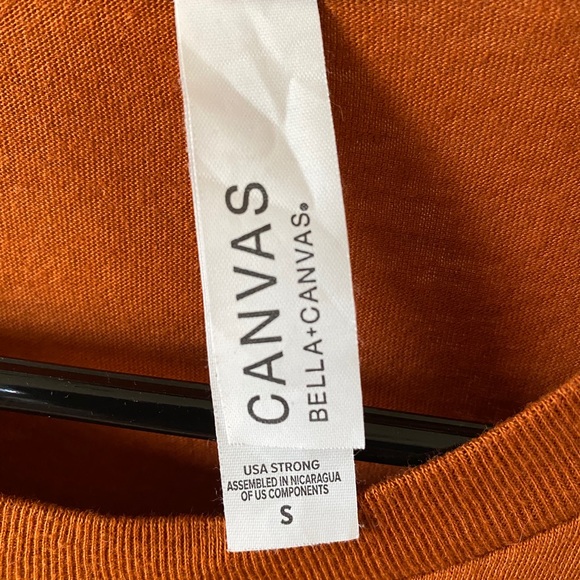 CANVAS
BELLA+CANVAS®
USA STRONG
ASSEMBLED IN NICARAGUA
OF US COMPONENTS
S